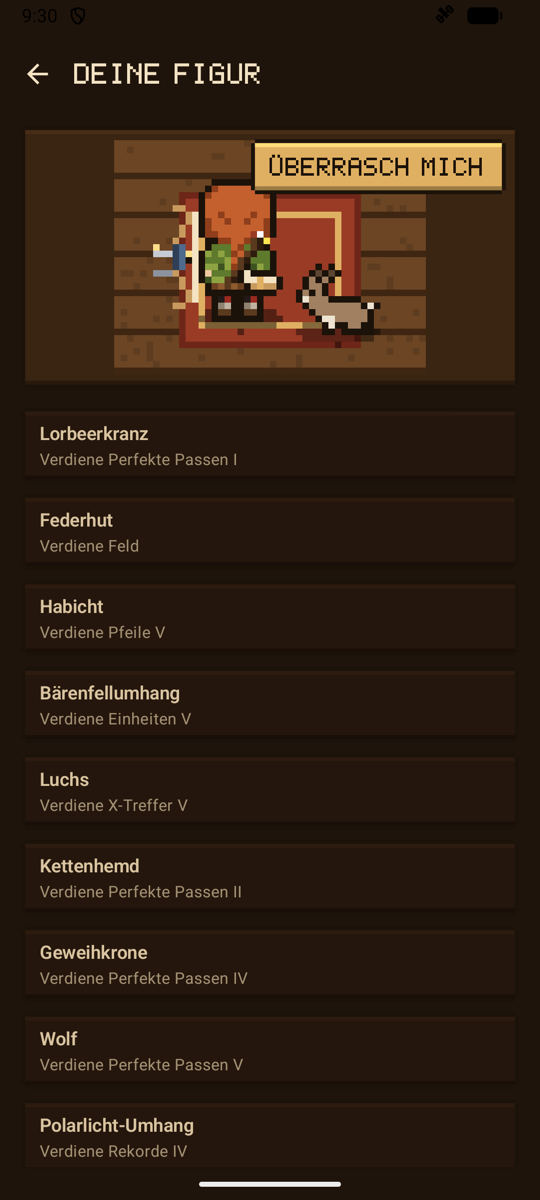 9:30
DEINE FIGUR
ÜBERRASCH MICH
Lorbeerkranz
Verdiene Perfekte Passen I
Federhut
Verdiene Feld
Habicht
Verdiene Pfeile V
Bärenfellumhang
Verdiene Einheiten V
Luchs
Verdiene X-Treffer V
Kettenhemd
Verdiene Perfekte Passen II
Geweihkrone
Verdiene Perfekte Passen IV
Wolf
Verdiene Perfekte Passen V
Polarlicht-Umhang
Verdiene Rekorde IV